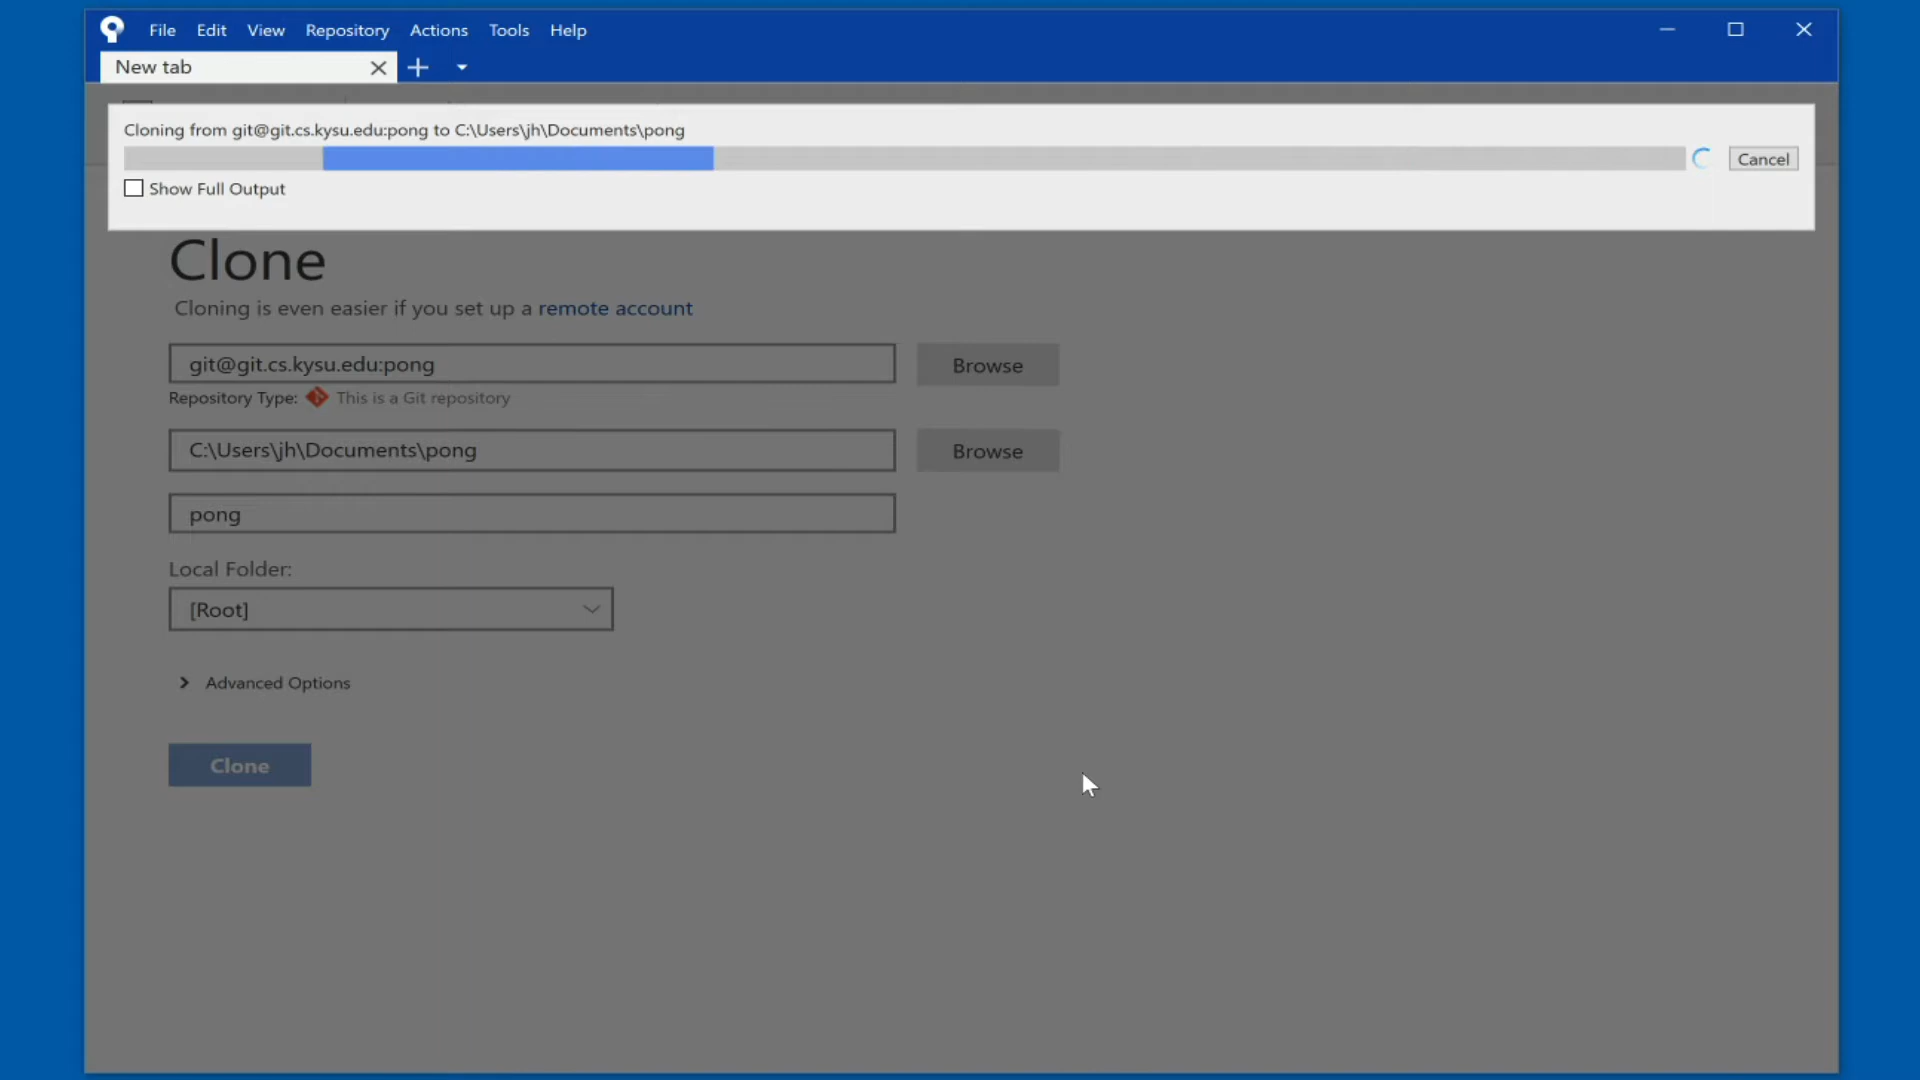 File Edit View Repository Actions Tools Help
New tab
Cloning from git@git.cs.kysu.edu:pong to C:\Users\jh\Documents\pong
Cancel
Show Full Output
Clone
Cloning is even easier if you set up a remote account
git@git.cs.kysu.edu:pong Browse
Repository Type: This is a Git repository
C:\Users\jh\Documents\pong Browse
pong
Local Folder:
[Root]
Advanced Options
Clone